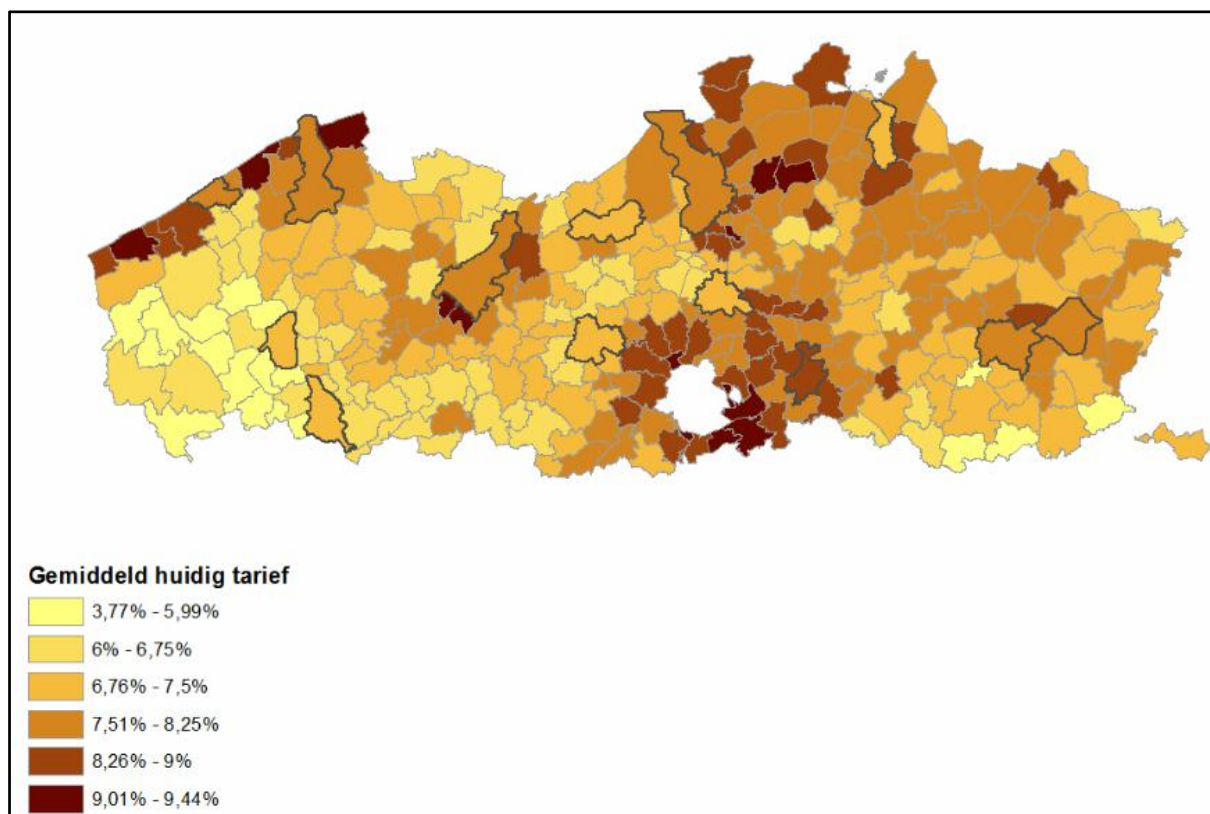 Gemiddeld huidig tarief
3,77% - 5,99%
6% - 6,75%
6,76% - 7,5%
7,51% - 8,25%
8,26% - 9%
9,01% - 9,44%